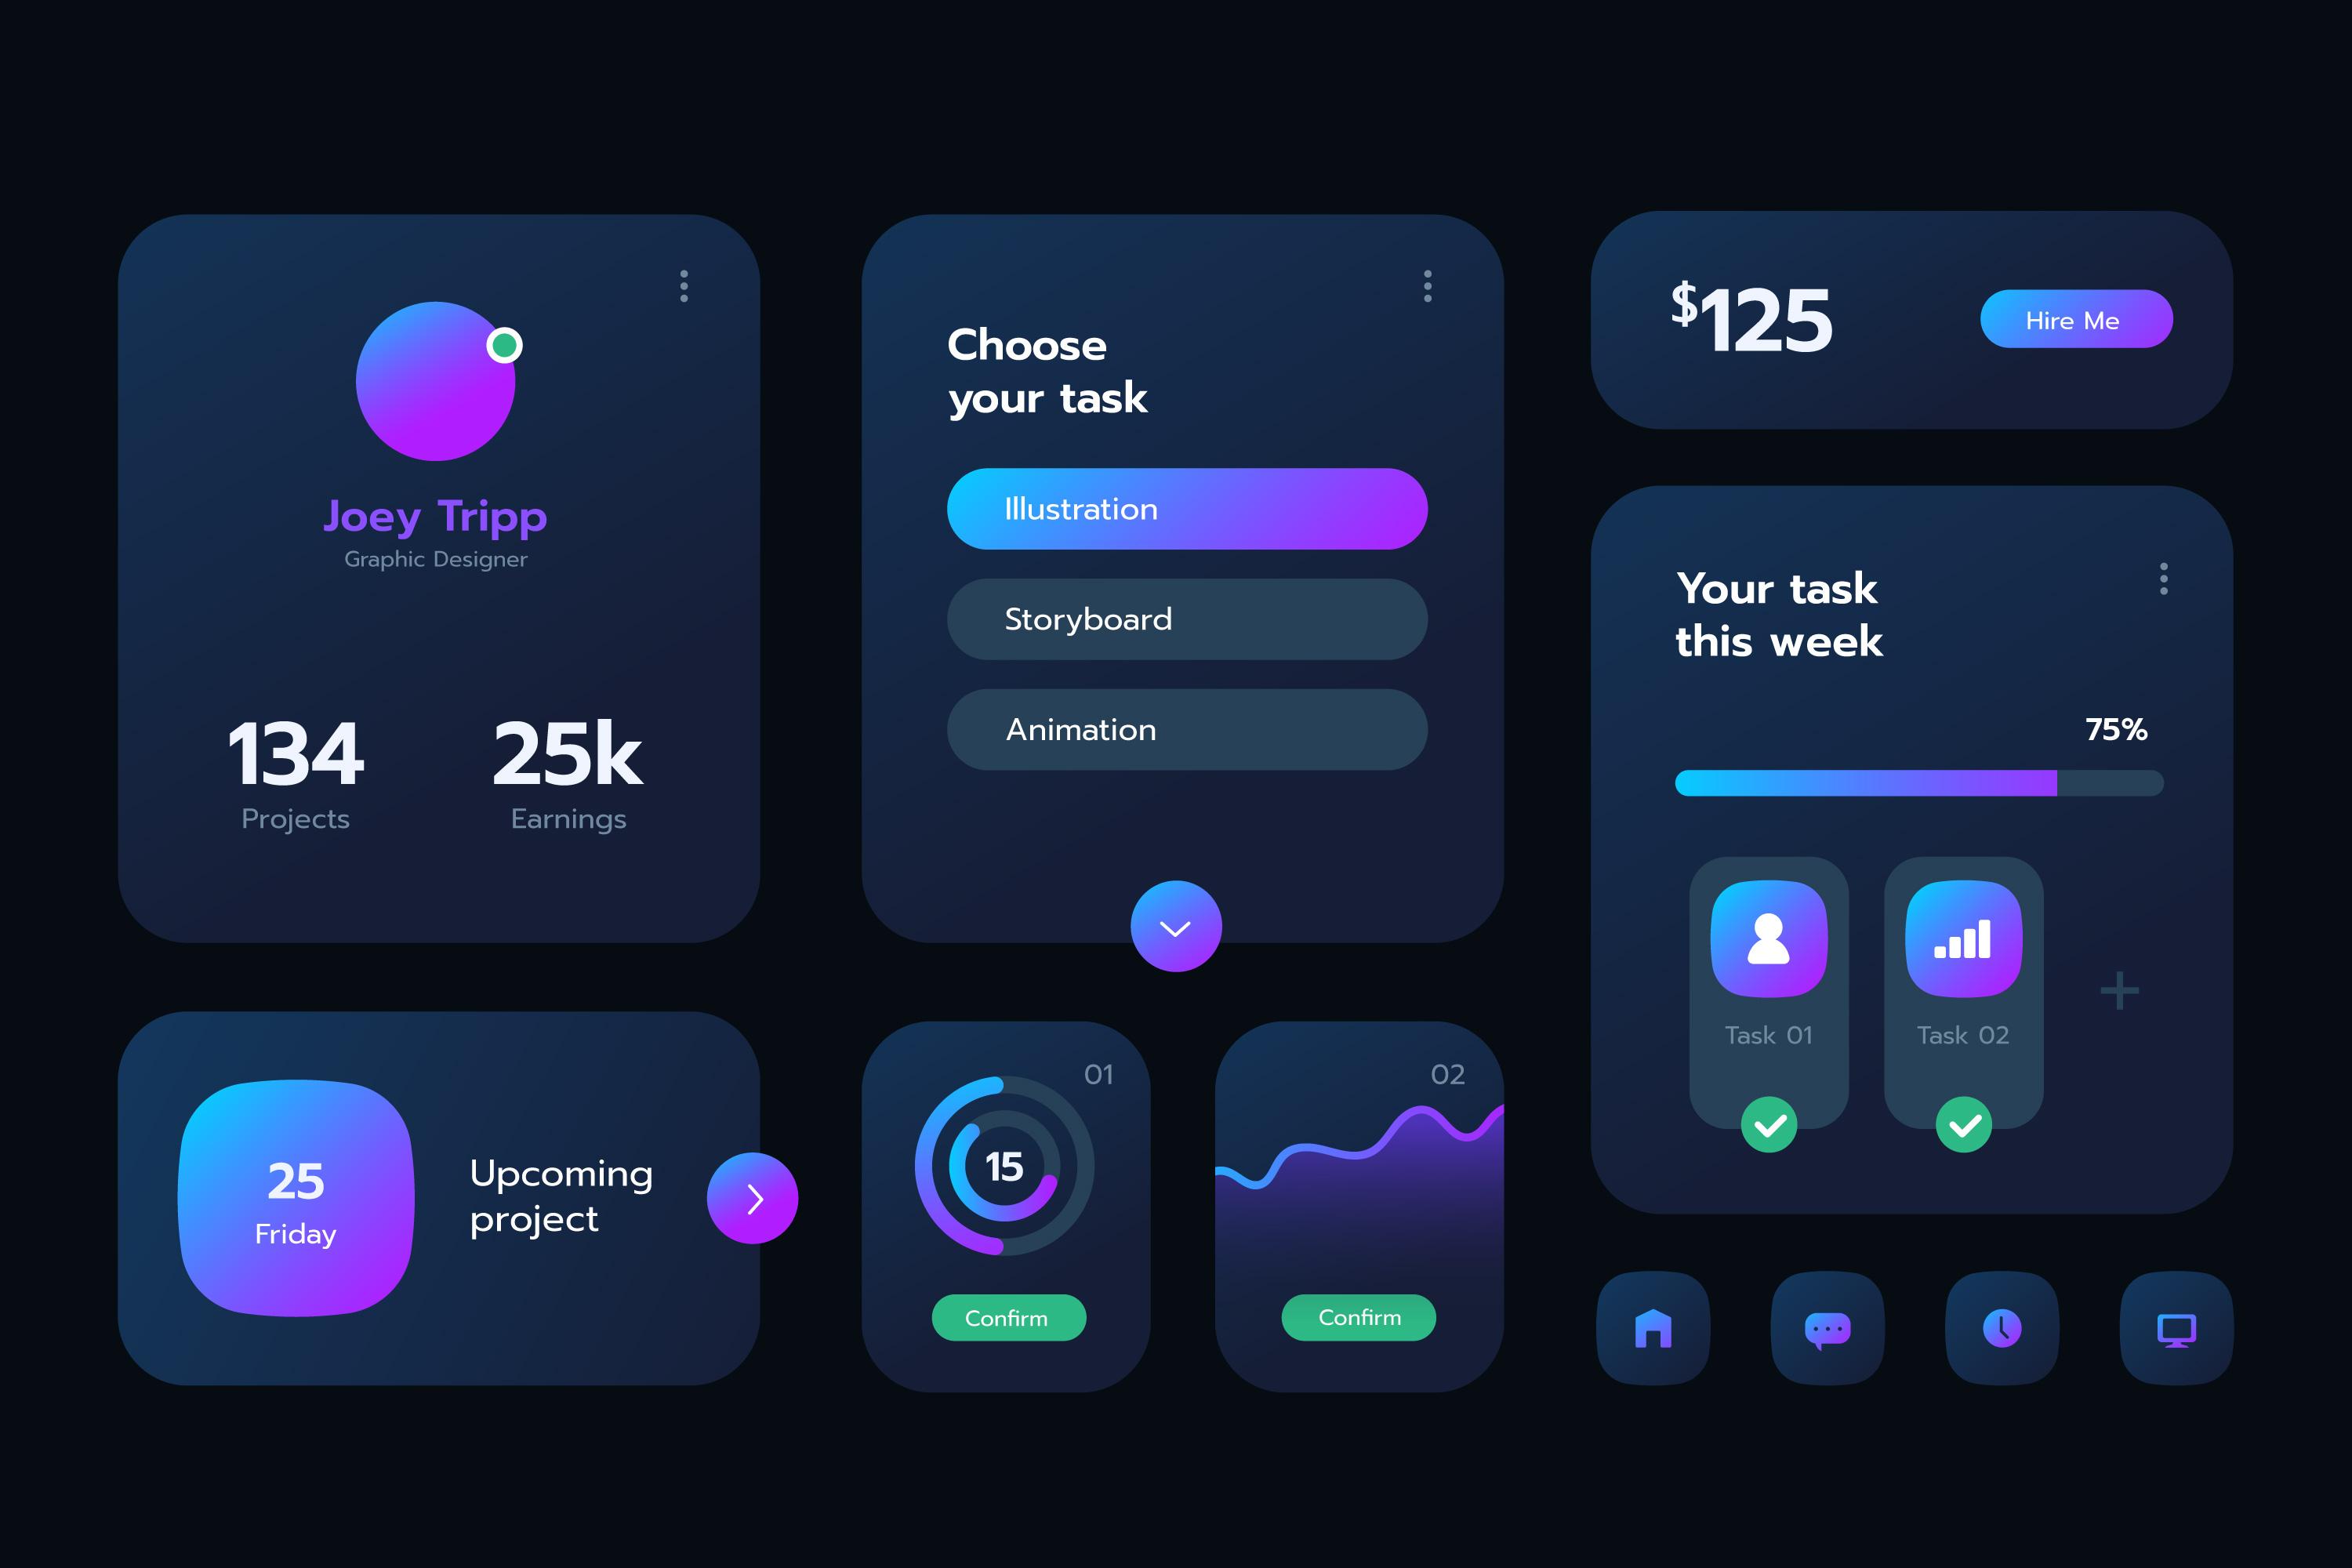 Joey Tripp
Graphic Designer
134
Projects
25k
Earnings
Choose
your task
Illustration
Storyboard
Animation
$125
Hire Me
Your task
this week
75%
Task 01
Task 02
25
Friday
Upcoming
project
01
15
Confirm
02
Confirm